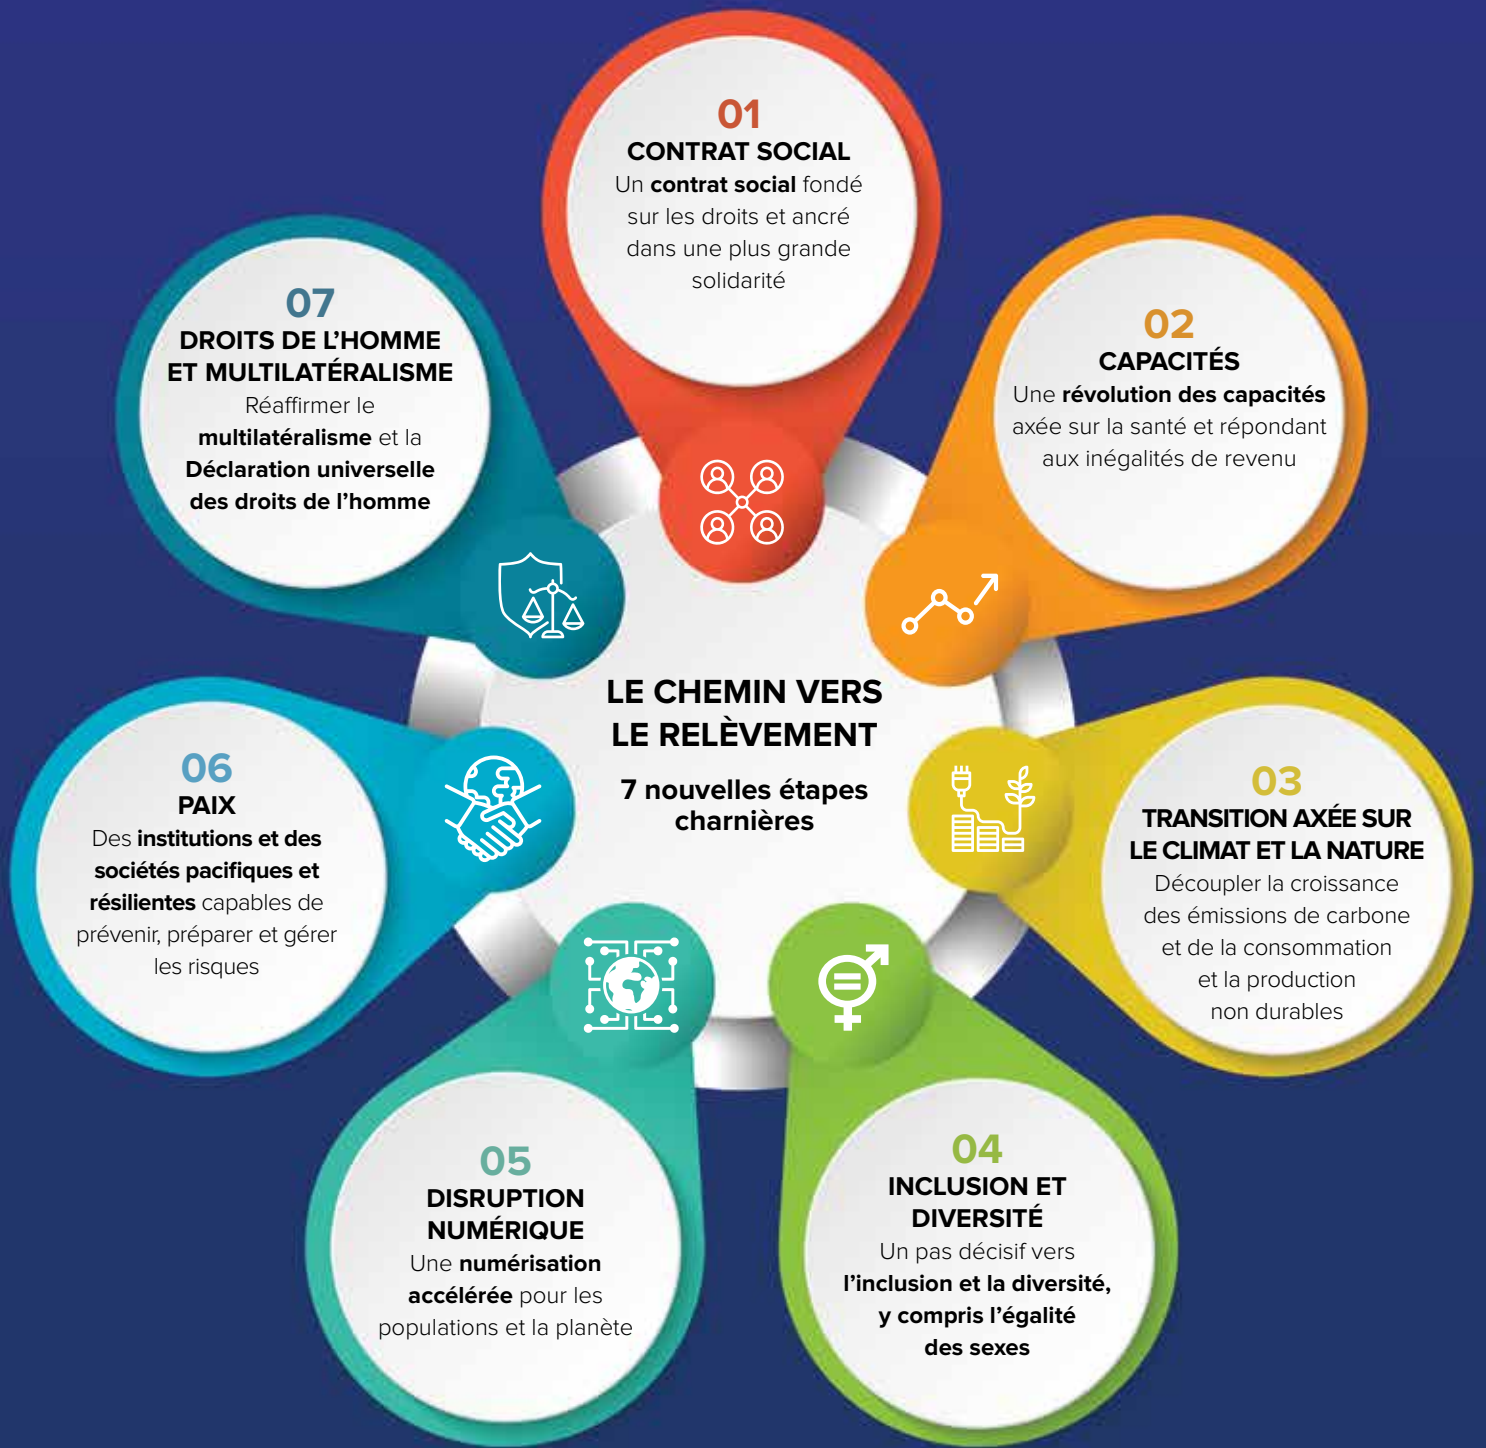 01
CONTRAT SOCIAL
Un contrat social fondé
sur les droits et ancré
dans une plus grande
solidarité
02
CAPACITÉS
Une révolution des capacités
axée sur la santé et répondant
aux inégalités de revenu
03
TRANSITION AXÉE SUR
LE CLIMAT ET LA NATURE
Découpler la croissance
des émissions de carbone
et de la consommation
et la production
non durables
04
INCLUSION ET
DIVERSITÉ
Un pas décisif vers
l'inclusion et la diversité,
y compris l'égalité
des sexes
05
DISRUPTION
NUMÉRIQUE
Une numérisation
accélérée pour les
populations et la planète
06
PAIX
Des institutions et des
sociétés pacifiques et
résilientes capables de
prévenir, préparer et gérer
les risques
07
DROITS DE L'HOMME
ET MULTILATÉRALISME
Réaffirmer le
multilatéralisme et la
Déclaration universelle
des droits de l'homme
LE CHEMIN VERS
LE RELÈVEMENT
7 nouvelles étapes
charnières